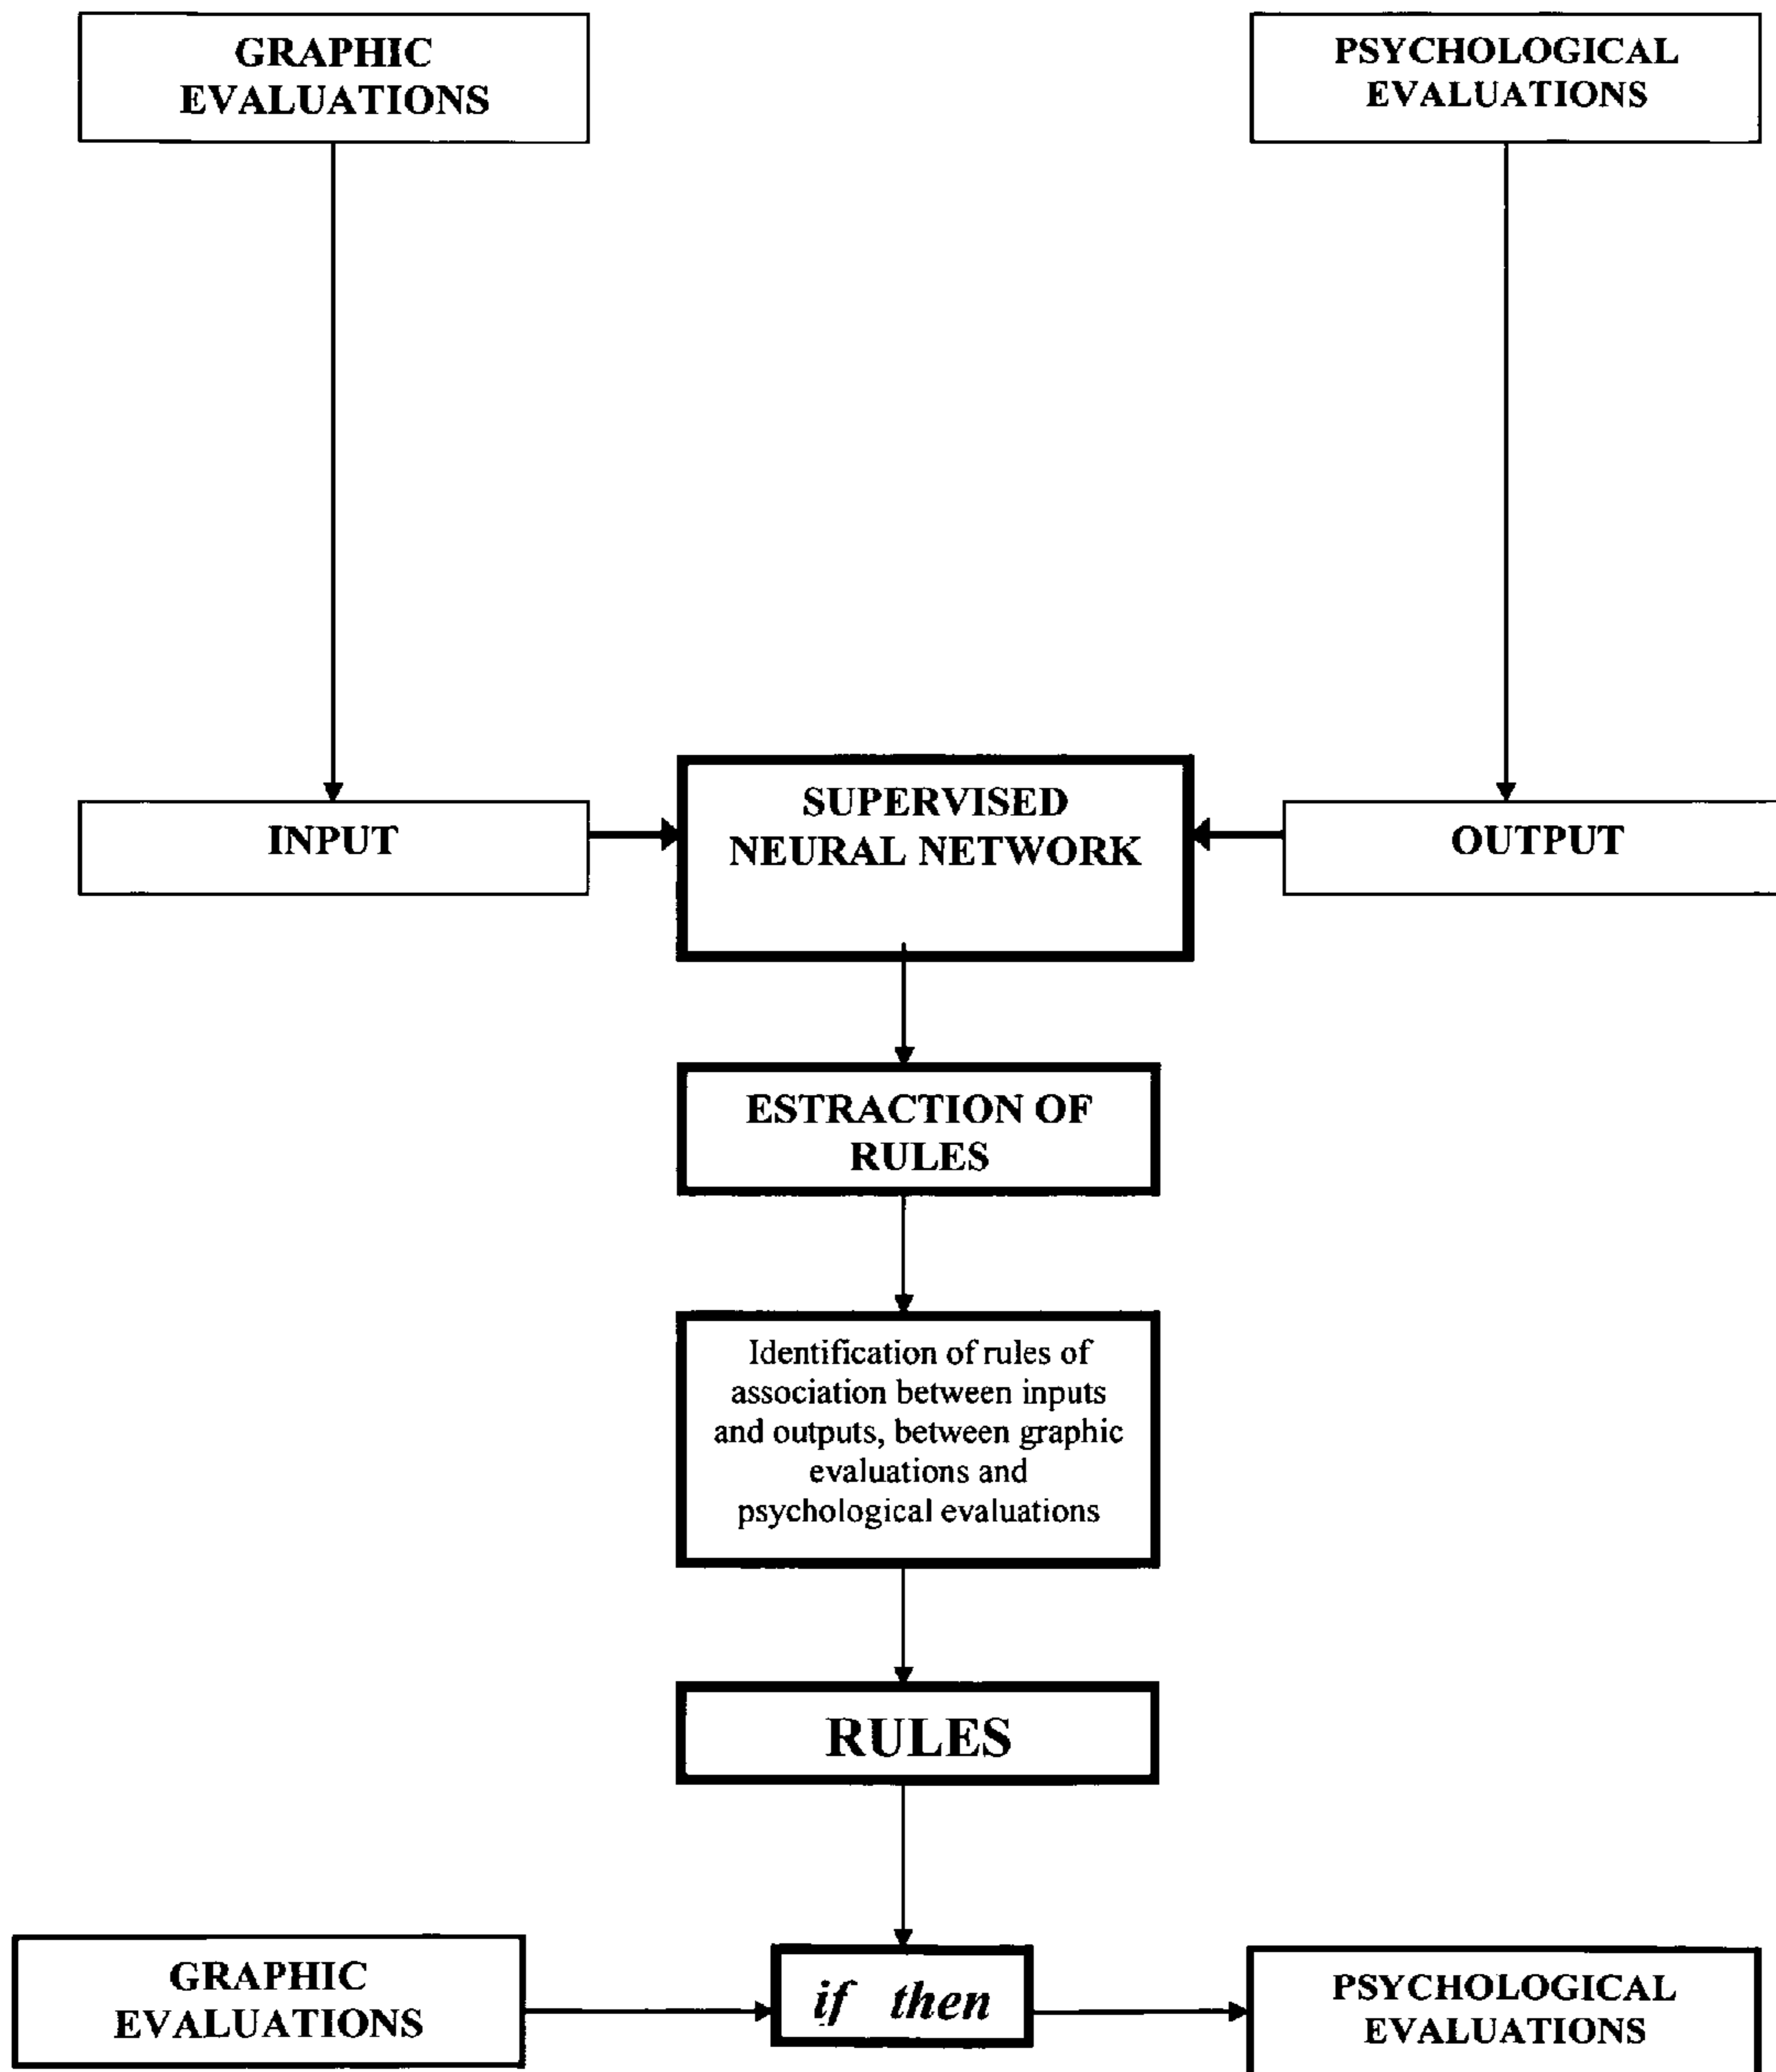 GRAPHIC
EVALUATIONS
PSYCHOLOGICAL
EVALUATIONS
INPUT
SUPERVISED
NEURAL NETWORK
OUTPUT
ESTRACTION OF
RULES
Identification of rules of
association between inputs
and outputs, between graphic
evaluations and
psychological evaluations
RULES
GRAPHIC
EVALUATIONS
if then
PSYCHOLOGICAL
EVALUATIONS